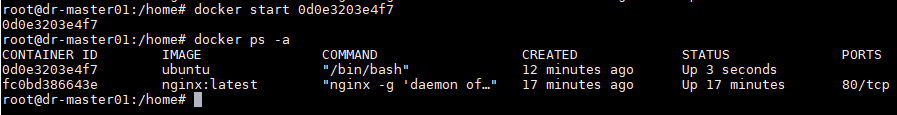 root@dr-master01:/home# docker start 0d0e3203e4f7
0d0e3203e4f7
root@dr-master01:/home# docker ps -a
CONTAINER ID IMAGE COMMAND CREATED STATUS PORTS
0d0e3203e4f7 ubuntu "/bin/bash" 12 minutes ago Up 3 seconds
fc0bd386643e nginx:latest "nginx -g 'daemon of…" 17 minutes ago Up 17 minutes 80/tcp
root@dr-master01:/home#